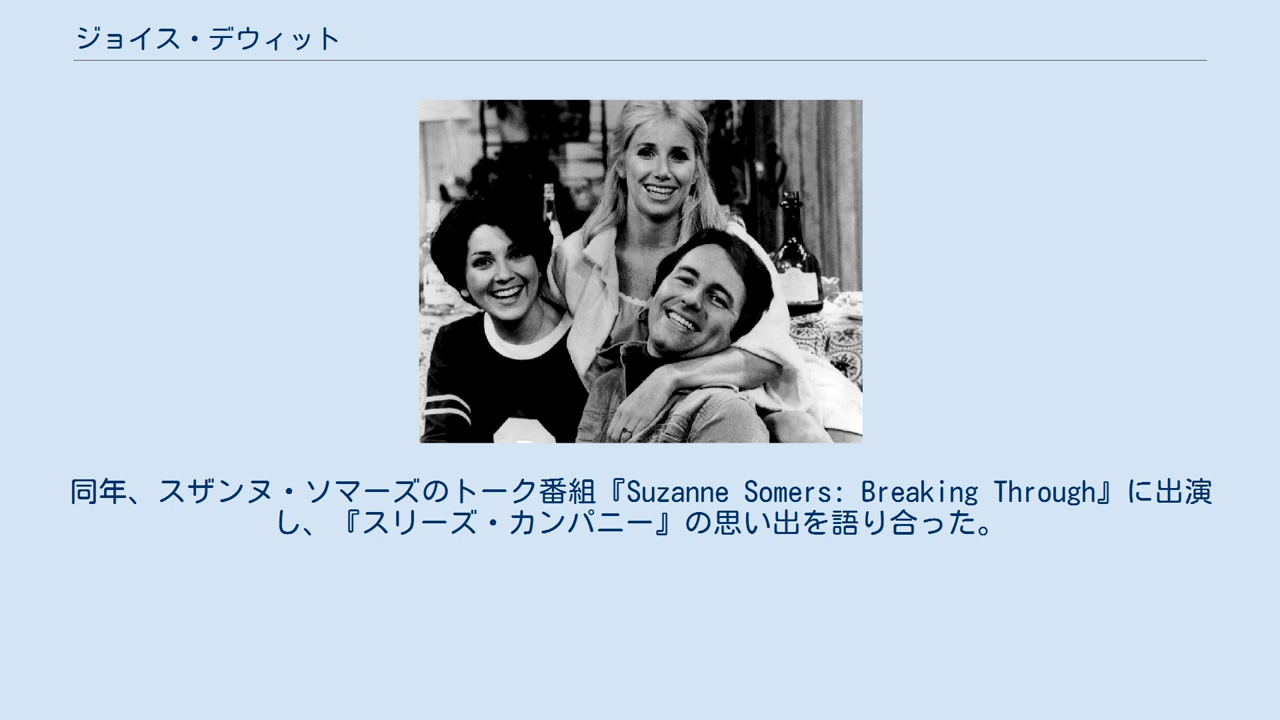 ジョイス・デウィット
同年、スザンヌ・ソマーズのトーク番組『Suzanne Somers: Breaking Through』に出演
し、『スリーズ・カンパニー』の思い出を語り合った。